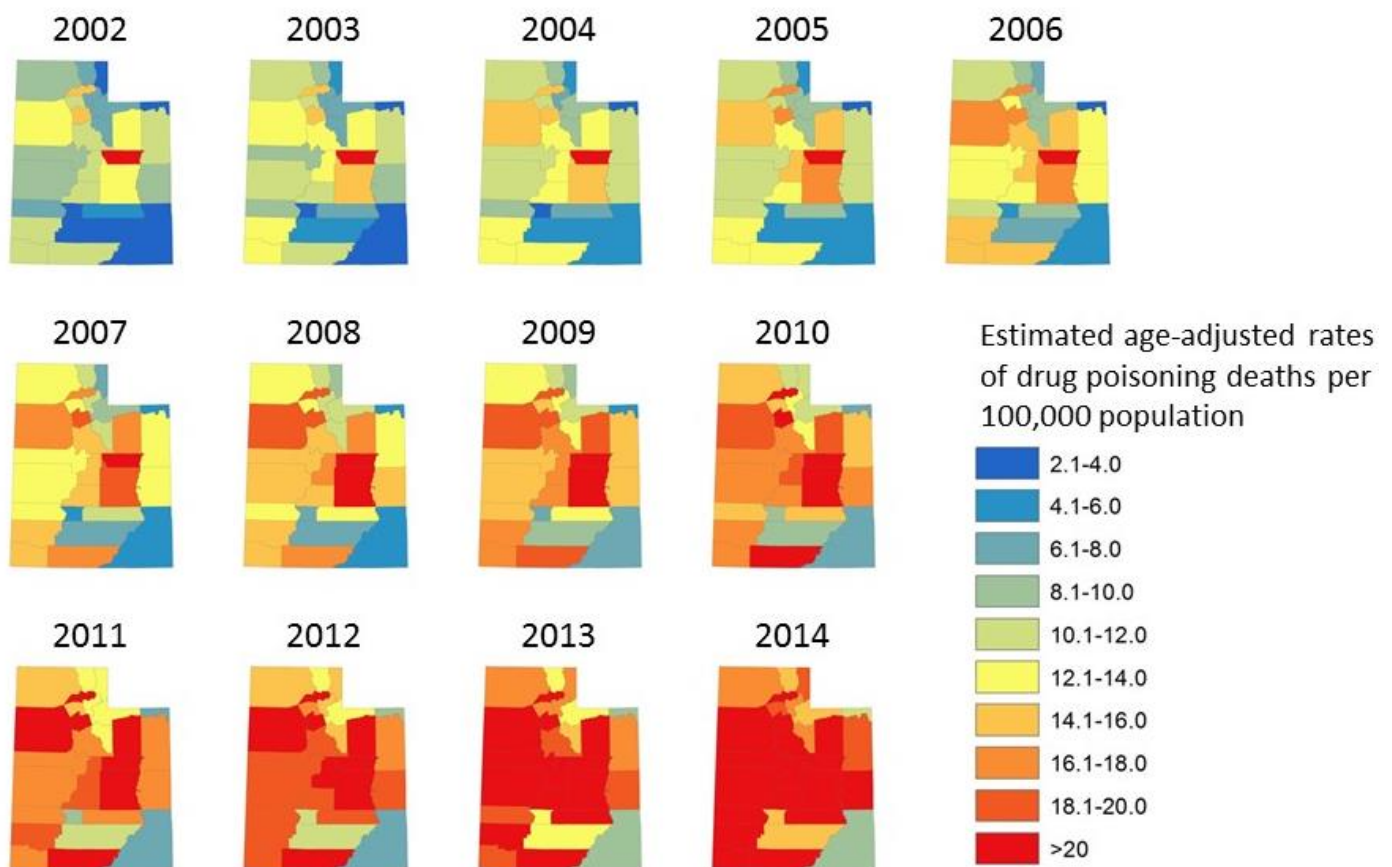 2002 2003 2004 2005 2006
2007 2008 2009 2010
Estimated age-adjusted rates
of drug poisoning deaths per
100,000 population
2.1-4.0
4.1-6.0
6.1-8.0
8.1-10.0
10.1-12.0
12.1-14.0
14.1-16.0
16.1-18.0
18.1-20.0
>20
2011 2012 2013 2014